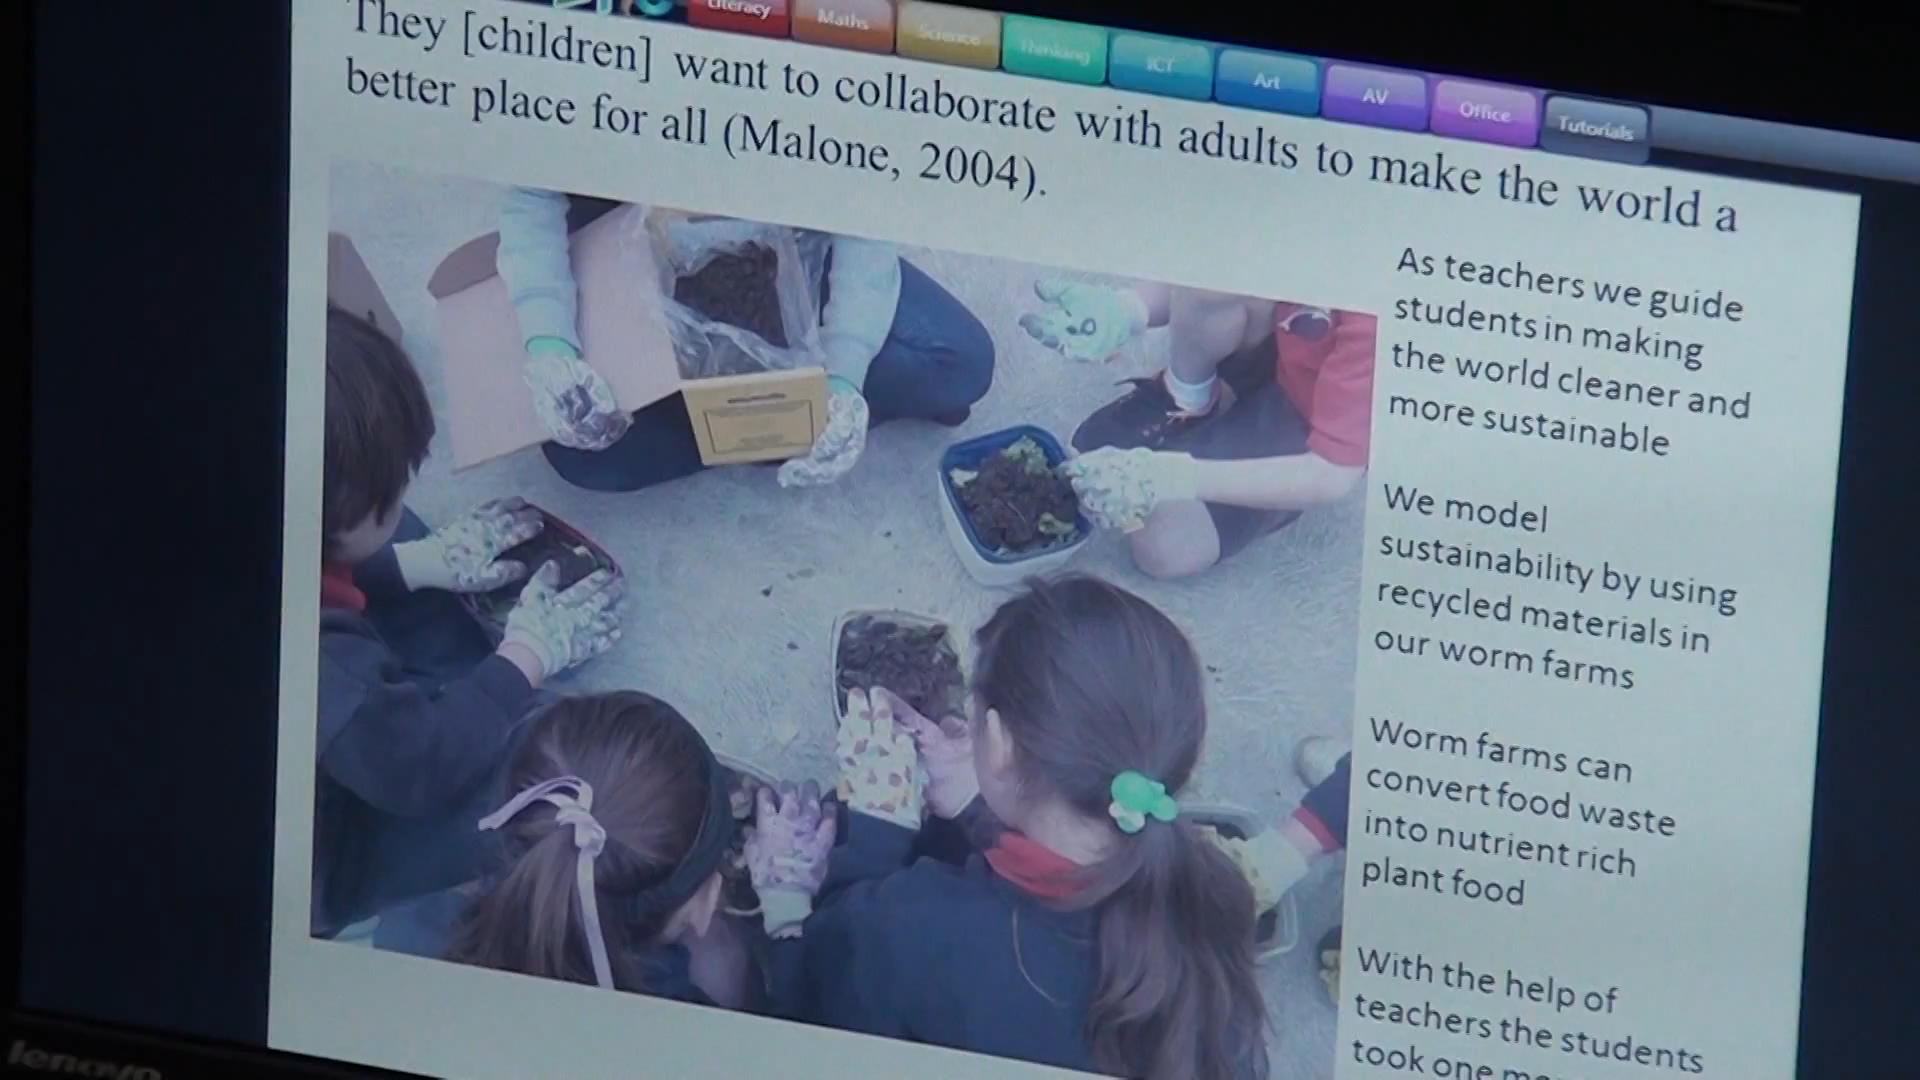 Literacy
Maths
Science
Thinking
ICT
Art
AV
Office
Tutorials
They [children] want to collaborate with adults to make the world a
better place for all (Malone, 2004).
As teachers we guide
students in making
the world cleaner and
more sustainable
We model
sustainability by using
recycled materials in
our worm farms
Worm farms can
convert food waste
into nutrient rich
plant food
With the help of
teachers the students
took one
lenovo